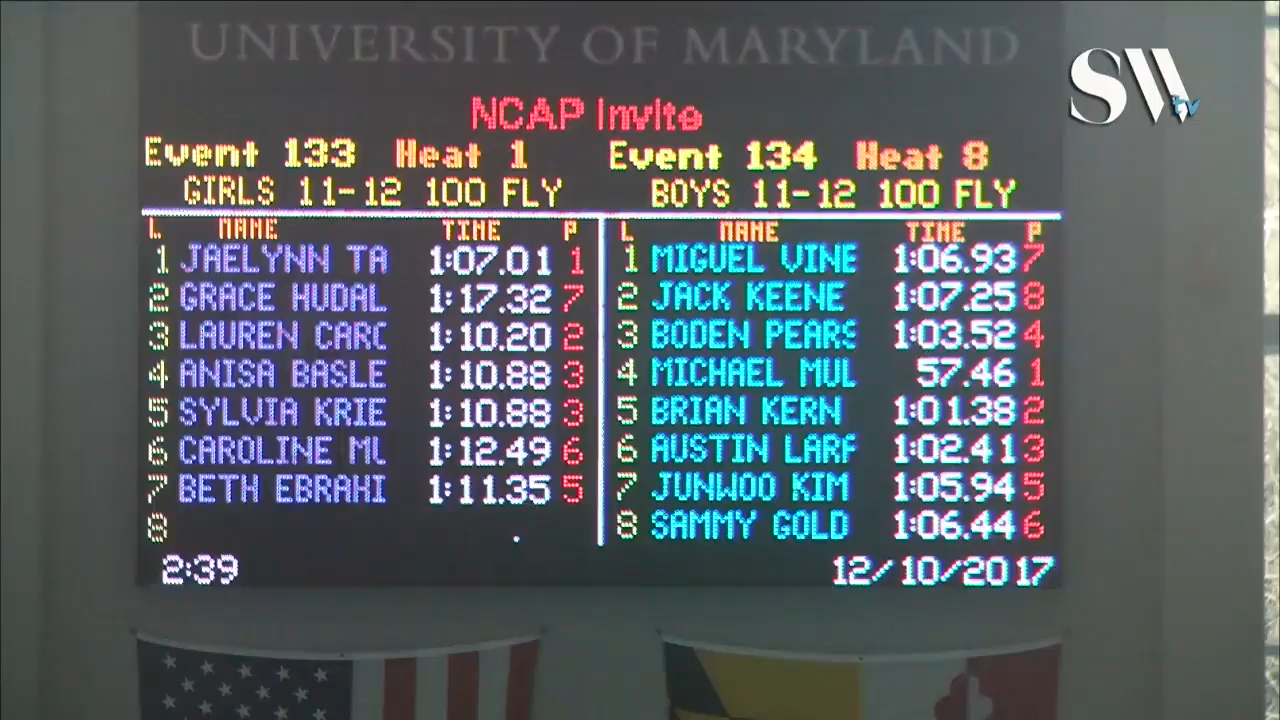 UNIVERSITY OF MARYLAND
SW tv
NCAP Invite
Event 133 Heat 1
GIRLS 11-12 100 FLY
L NAME TIME P
1 JAELYNN TA 1:07.01 1
2 GRACE HUDAL 1:17.32 7
3 LAUREN CARO 1:10.20 2
4 ANISA BASLE 1:10.88 3
5 SYLVIA KRIE 1:10.88 3
6 CAROLINE MU 1:12.49 6
7 BETH EBRAHI 1:11.35 5
8
2:39
Event 134 Heat 8
BOYS 11-12 100 FLY
L NAME TIME P
1 MIGUEL VINE 1:06.93 7
2 JACK KEENE 1:07.25 8
3 BODEN PEARS 1:03.52 4
4 MICHAEL MUL 57.46 1
5 BRIAN KERN 1:01.38 2
6 AUSTIN LARR 1:02.41 3
7 JUNWOO KIM 1:05.94 5
8 SAMMY GOLD 1:06.44 6
12/10/2017